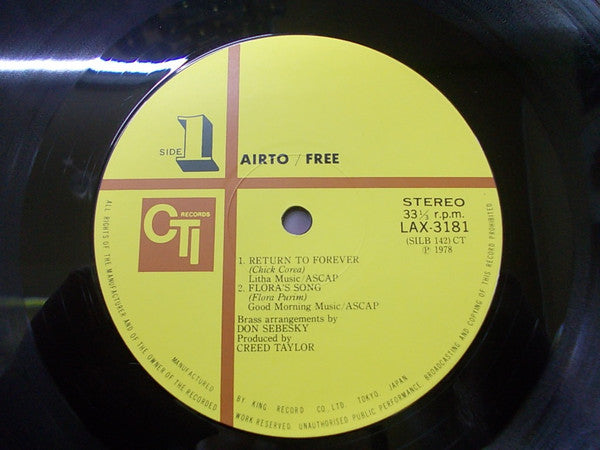 SIDE 1
AIRTO / FREE
CTI RECORDS
STEREO
33⅓ r.p.m.
LAX-3181
(SILB 142) CT
Ⓟ 1978
1. RETURN TO FOREVER
(Chick Corea)
Litha Music/ASCAP
2. FLORA'S SONG
(Flora Purim)
Good Morning Music/ASCAP
Brass arrangements by
DON SEBESKY
Produced by
CREED TAYLOR
MANUFACTURED BY KING RECORD CO. LTD. TOKYO, JAPAN
ALL RIGHTS OF THE MANUFACTURER AND OF THE OWNER OF THE RECORDED WORK RESERVED. UNAUTHORISED PUBLIC PERFORMANCE, BROADCASTING AND COPYING OF THIS RECORD PROHIBITED